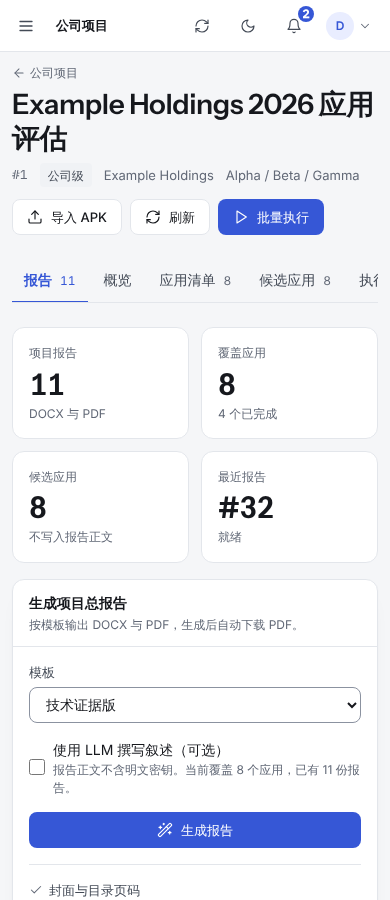 公司项目
2
D
公司项目
Example Holdings 2026 应用
评估
#1 公司级 Example Holdings Alpha / Beta / Gamma
导入 APK 刷新 批量执行
报告 11 概览 应用清单 8 候选应用 8
项目报告
11
DOCX 与 PDF
覆盖应用
8
4 个已完成
候选应用
8
不写入报告正文
最近报告
#32
就绪
生成项目总报告
按模板输出 DOCX 与 PDF，生成后自动下载 PDF。
模板
技术证据版
使用 LLM 撰写叙述（可选）
报告正文不含明文密钥。当前覆盖 8 个应用，已有 11 份报
告。
生成报告
封面与目录页码